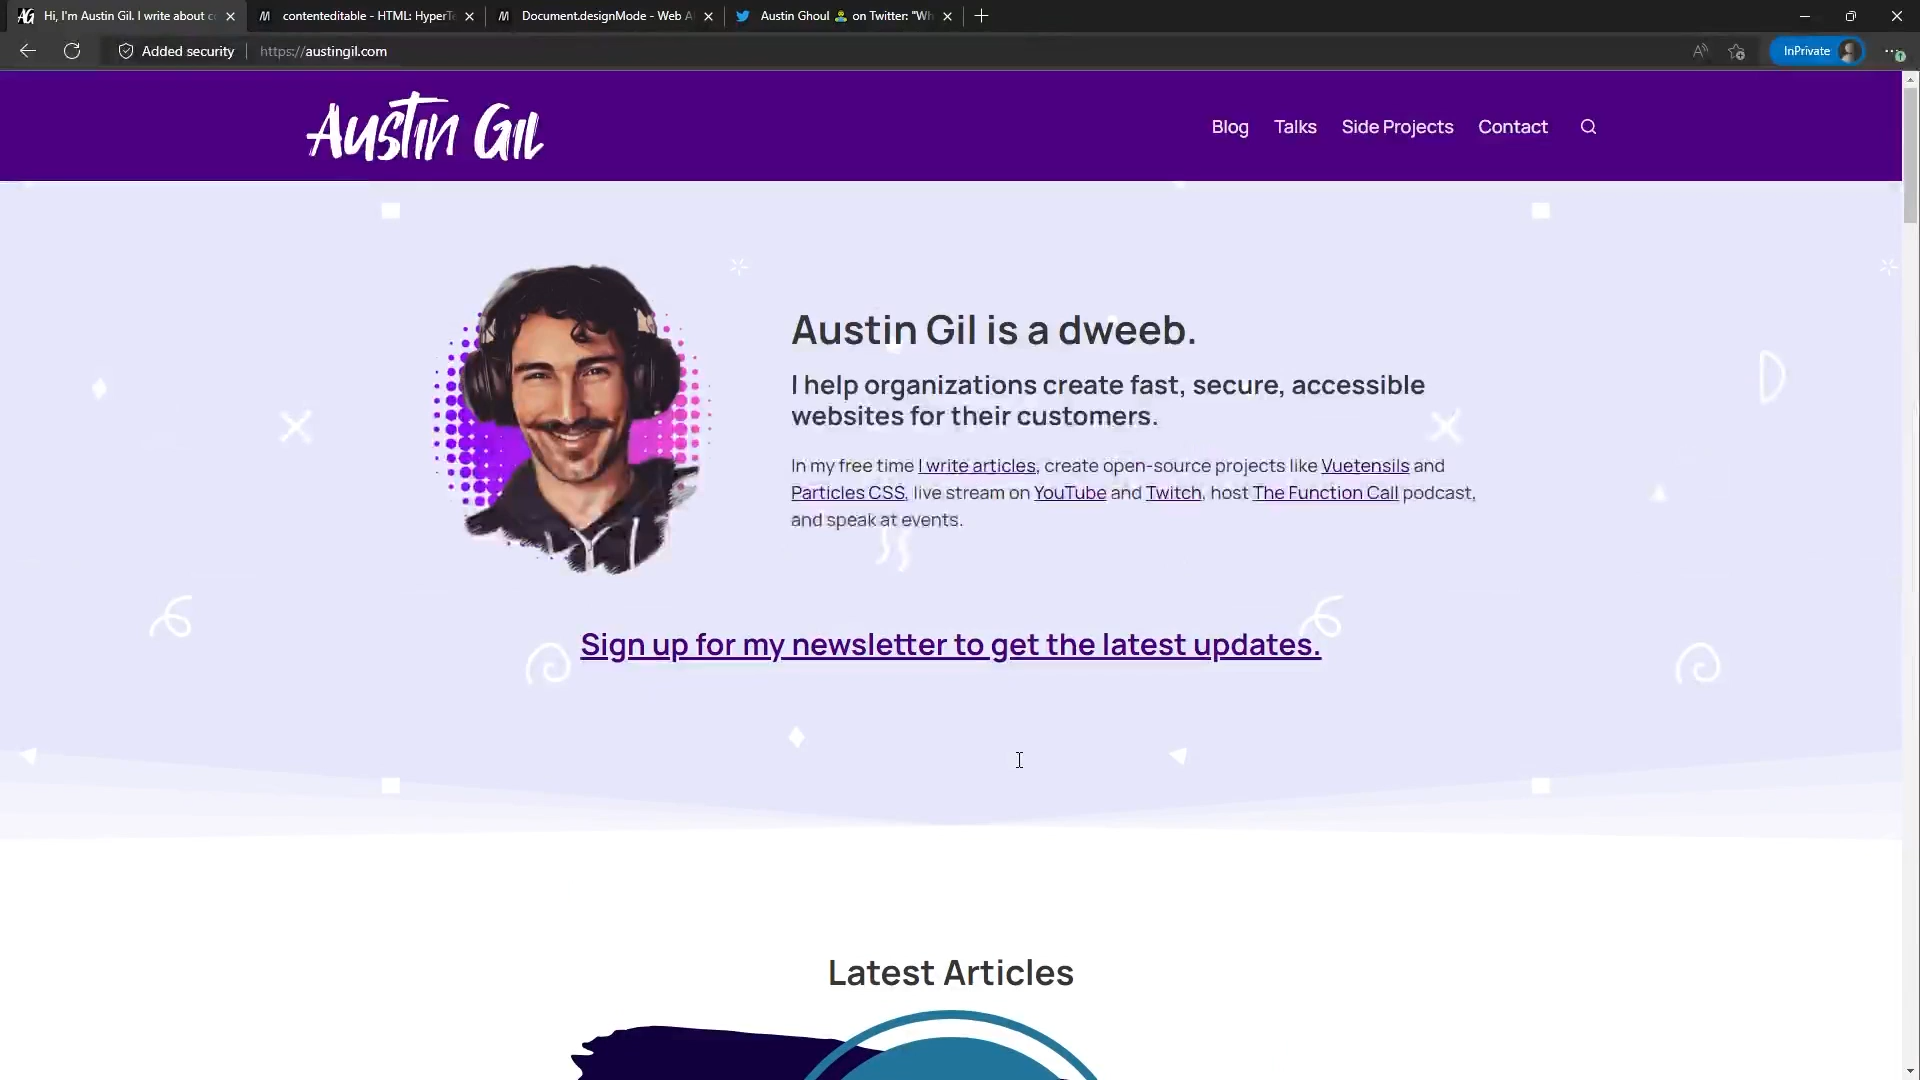 Hi, I'm Austin Gil. I write about c
contenteditable - HTML: HyperTe
Document.designMode - Web A
Austin Ghoul 🧟 on Twitter: "Wh
Added security
https://austingil.com
InPrivate
Austin Gil
Blog
Talks
Side Projects
Contact
Austin Gil is a dweeb.
I help organizations create fast, secure, accessible
websites for their customers.
In my free time I write articles, create open-source projects like Vuetensils and
Particles CSS, live stream on YouTube and Twitch, host The Function Call podcast,
and speak at events.
Sign up for my newsletter to get the latest updates.
Latest Articles